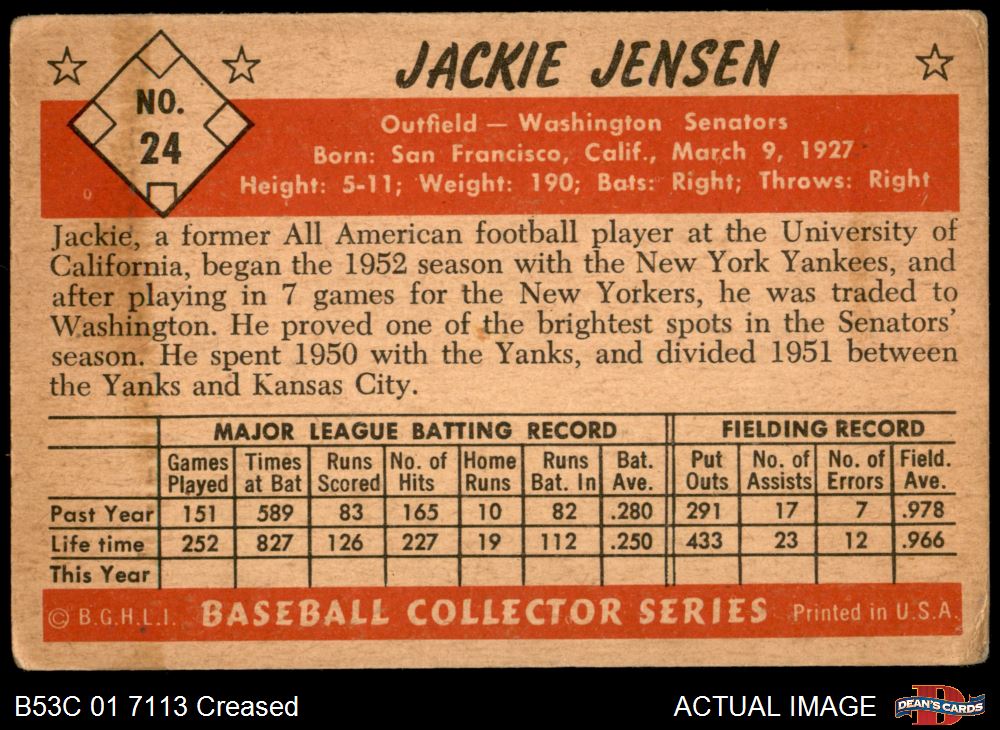 JACKIE JENSEN
NO.
24
Outfield — Washington Senators
Born: San Francisco, Calif., March 9, 1927
Height: 5-11; Weight: 190; Bats: Right; Throws: Right
Jackie, a former All American football player at the University of
California, began the 1952 season with the New York Yankees, and
after playing in 7 games for the New Yorkers, he was traded to
Washington. He proved one of the brightest spots in the Senators'
season. He spent 1950 with the Yanks, and divided 1951 between
the Yanks and Kansas City.
MAJOR LEAGUE BATTING RECORD FIELDING RECORD
Games Times Runs No. of Home Runs Bat. Put No. of No. of Field.
Played at Bat Scored Hits Runs Bat. In Ave. Outs Assists Errors Ave.
Past Year 151 589 83 165 10 82 .280 291 17 7 .978
Life time 252 827 126 227 19 112 .250 433 23 12 .966
This Year
© B.G.H.L.I. BASEBALL COLLECTOR SERIES Printed in U.S.A.
B53C 01 7113 Creased ACTUAL IMAGE DEAN'S CARDS